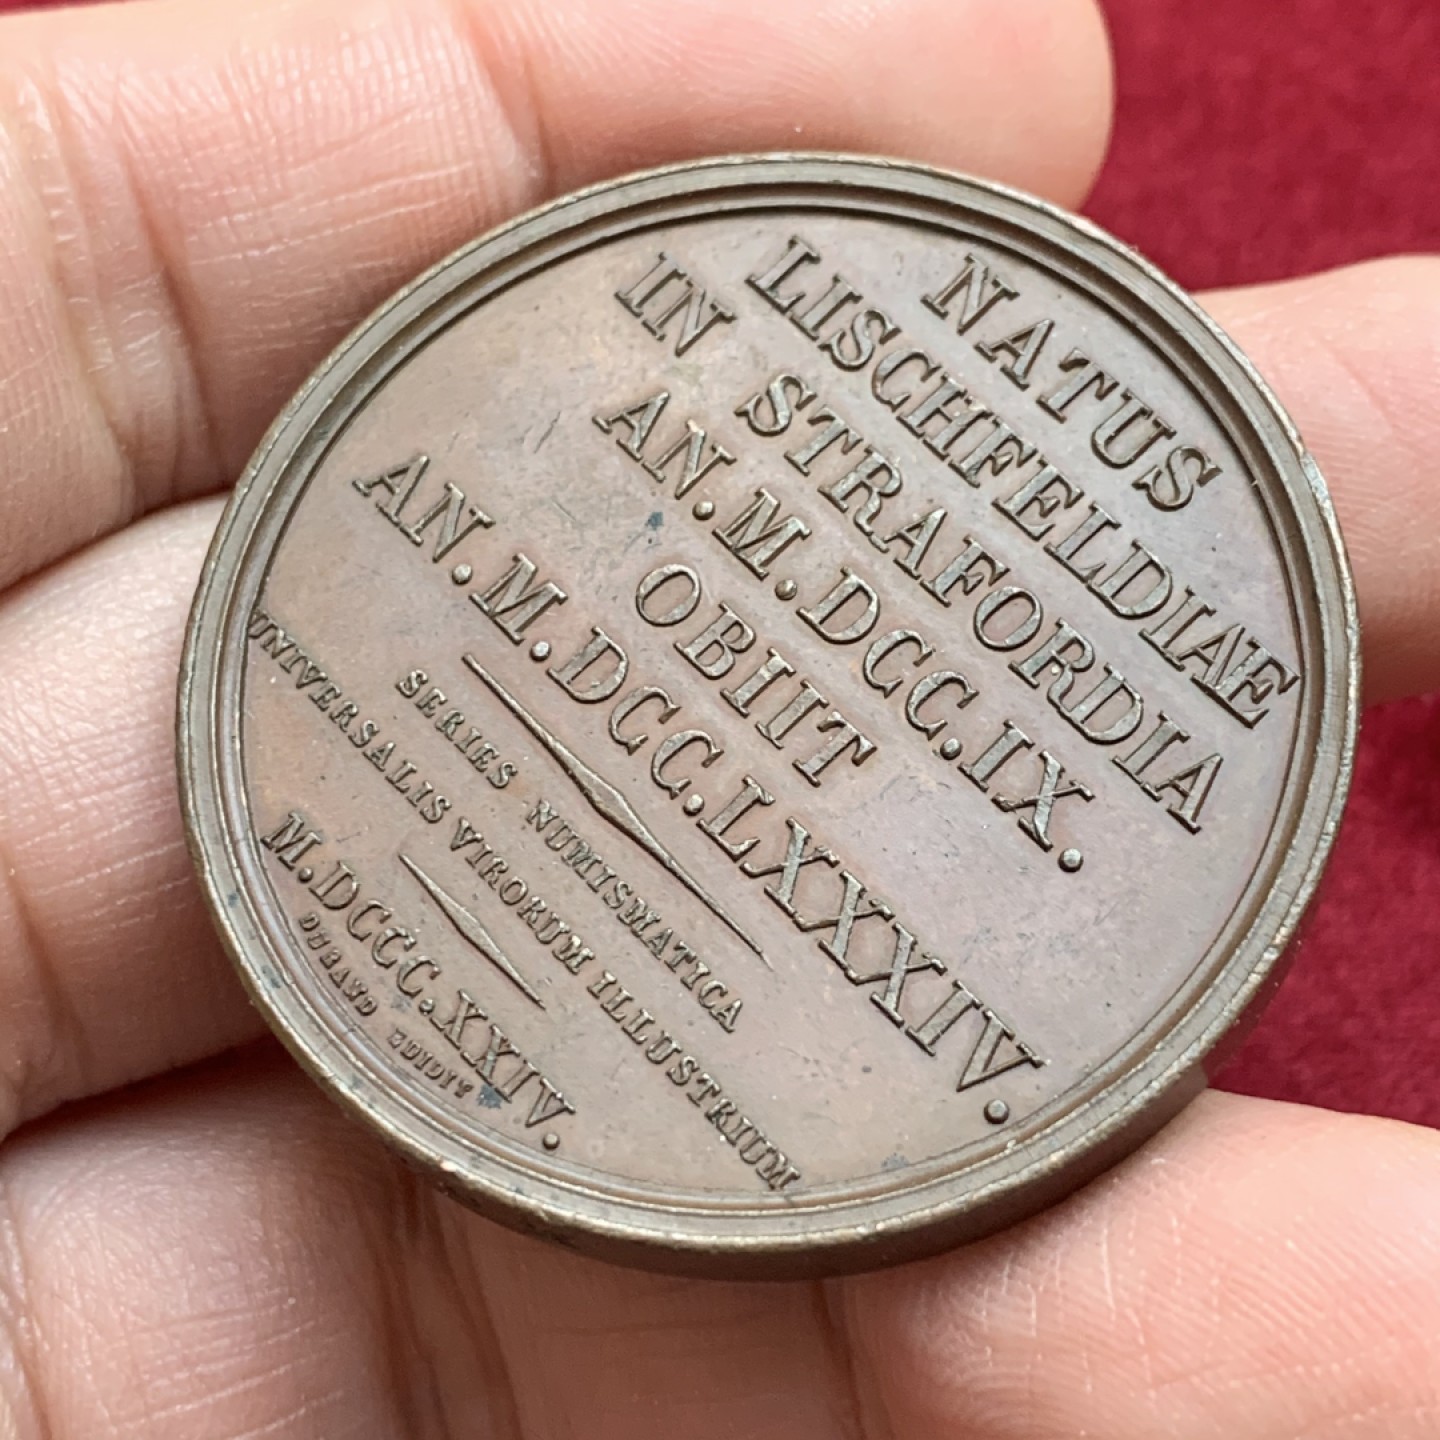 NATUS
LISCHFELDIÆ
IN STRAFORDIA
AN. M. DCC. IX.
OBIIT
AN. M. DCC. LXXXIV.
SERIES NUMISMATICA
UNIVERSALIS VIRORUM ILLUSTRIUM
M. DCCC. XXIV.
DURAND EDIDIT